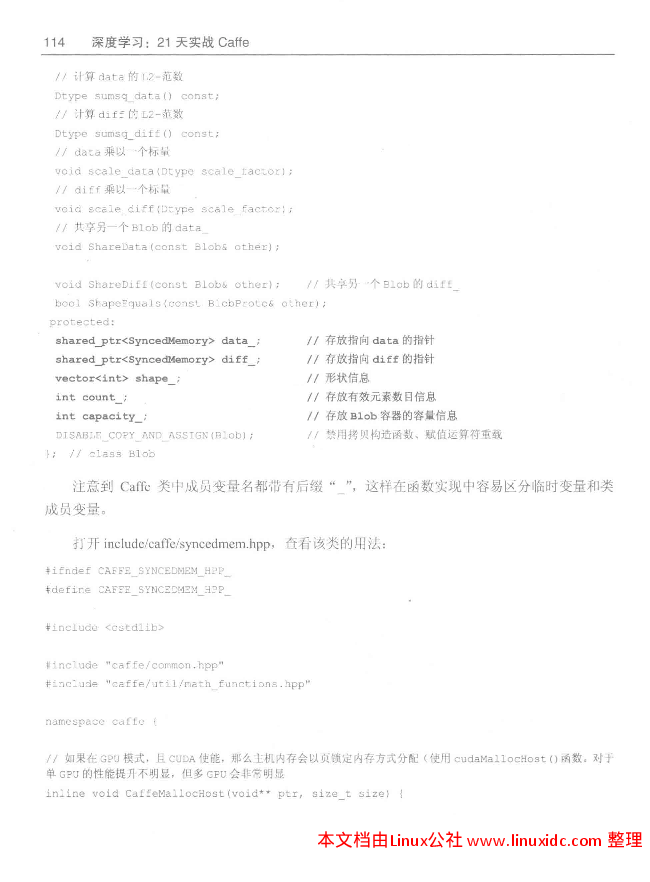 114 深度学习：21 天实战 Caffe
// 计算 data 的 L2-范数
Dtype sumsq_data() const;
// 计算 diff 的 L2-范数
Dtype sumsq_diff() const;
// data 乘以一个标量
void scale_data(Dtype scale_factor);
// diff 乘以一个标量
void scale_diff(Dtype scale_factor);
// 共享另一个 Blob 的 data_
void ShareData(const Blob& other);
void ShareDiff(const Blob& other); // 共享另一个 Blob 的 diff_
bool ShapeEquals(const BlobProto& other);
protected:
shared_ptr<SyncedMemory> data_; // 存放指向 data 的指针
shared_ptr<SyncedMemory> diff_; // 存放指向 diff 的指针
vector<int> shape_; // 形状信息
int count_; // 存放有效元素数目信息
int capacity_; // 存放 Blob 容器的容量信息
DISABLE_COPY_AND_ASSIGN(Blob); // 禁用拷贝构造函数、赋值运算符重载
}; // class Blob
注意到 Caffe 类中成员变量名都带有后缀“_”，这样在函数实现中容易区分临时变量和类
成员变量。
打开 include/caffe/syncedmem.hpp，查看该类的用法：
#ifndef CAFFE_SYNCEDMEM_HPP_
#define CAFFE_SYNCEDMEM_HPP_
#include <cstdlib>
#include "caffe/common.hpp"
#include "caffe/util/math_functions.hpp"
namespace caffe {
// 如果在 GPU 模式，且 CUDA 使能，那么主机内存会以页锁定内存方式分配（使用 cudaMallocHost()函数。对于
单 GPU 的性能提升不明显，但多 GPU 会非常明显
inline void CaffeMallocHost(void** ptr, size_t size) {
本文档由Linux公社 www.linuxidc.com 整理